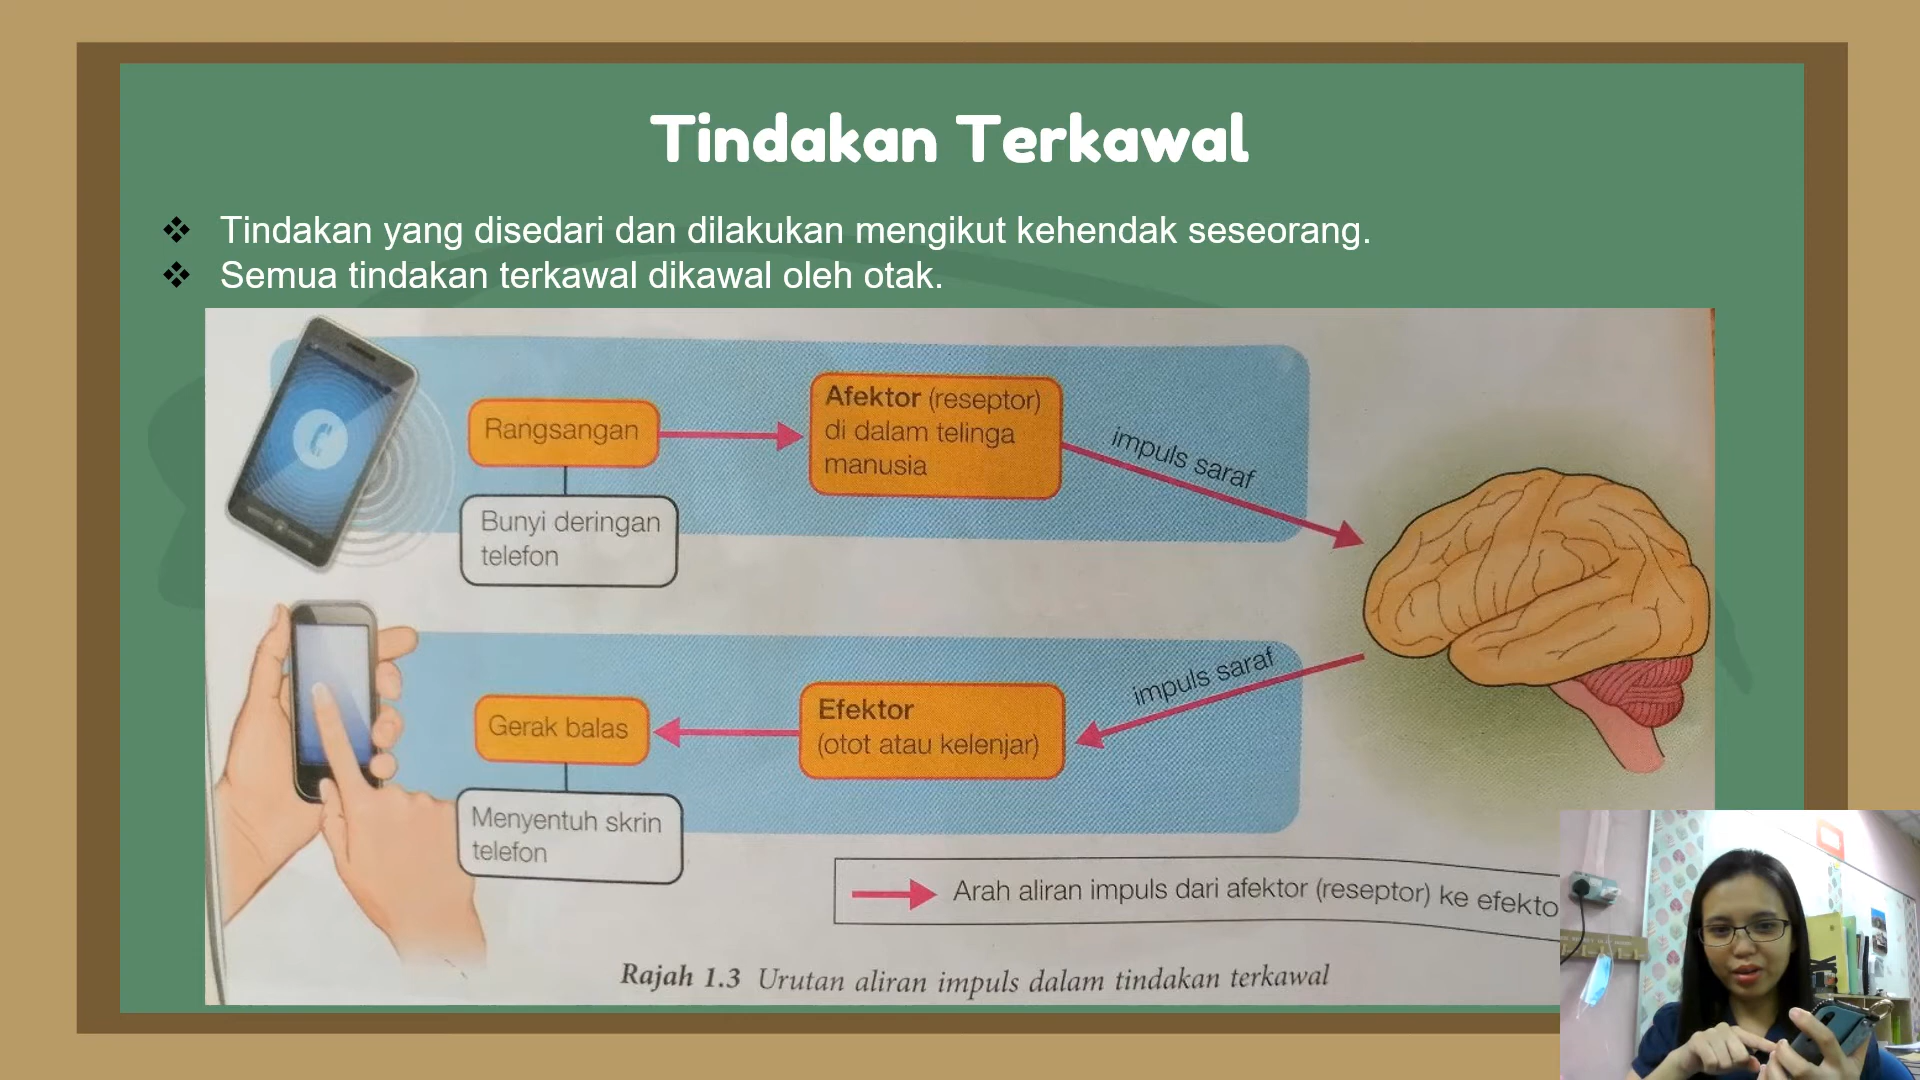 Tindakan Terkawal
❖ Tindakan yang disedari dan dilakukan mengikut kehendak seseorang.
❖ Semua tindakan terkawal dikawal oleh otak.
Rangsangan
Bunyi deringan
telefon
Afektor (reseptor)
di dalam telinga
manusia
impuls saraf
impuls saraf
Efektor
(otot atau kelenjar)
Gerak balas
Menyentuh skrin
telefon
Arah aliran impuls dari afektor (reseptor) ke efekto
Rajah 1.3 Urutan aliran impuls dalam tindakan terkawal